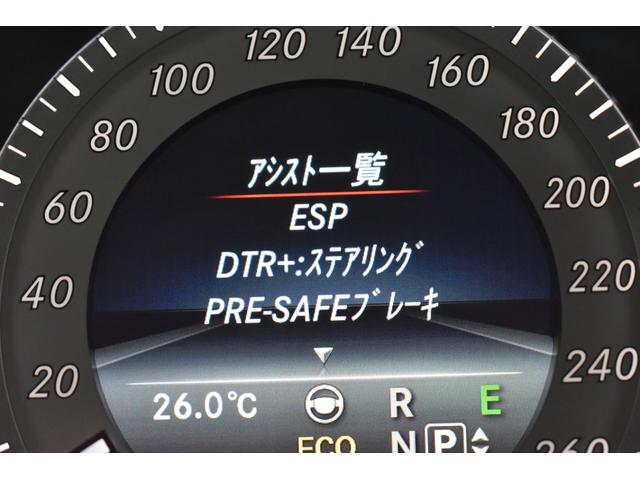 120 140
100 160
80 180
60 200
40 220
20 240
260
ｱｼｽﾄ一覧
ESP
DTR+:ｽﾃｱﾘﾝｸﾞ
PRE-SAFEﾌﾞﾚｰｷ
26.0℃ R E
ECO N P